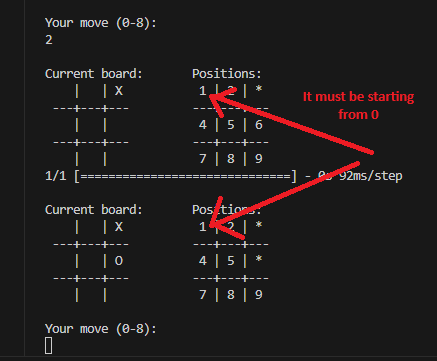 Your move (0-8):
2
Current board:       Positions:
    |   | X           1 | 2 | *
 ---+---+---         ---+---+---
    |   |             4 | 5 | 6
 ---+---+---         ---+---+---
    |   |             7 | 8 | 9
It must be starting
from 0
1/1 [==============================] - 0s 92ms/step
Current board:       Positions:
    |   | X           1 | 2 | *
 ---+---+---         ---+---+---
    |   | O           4 | 5 | *
 ---+---+---         ---+---+---
    |   |             7 | 8 | 9
Your move (0-8):